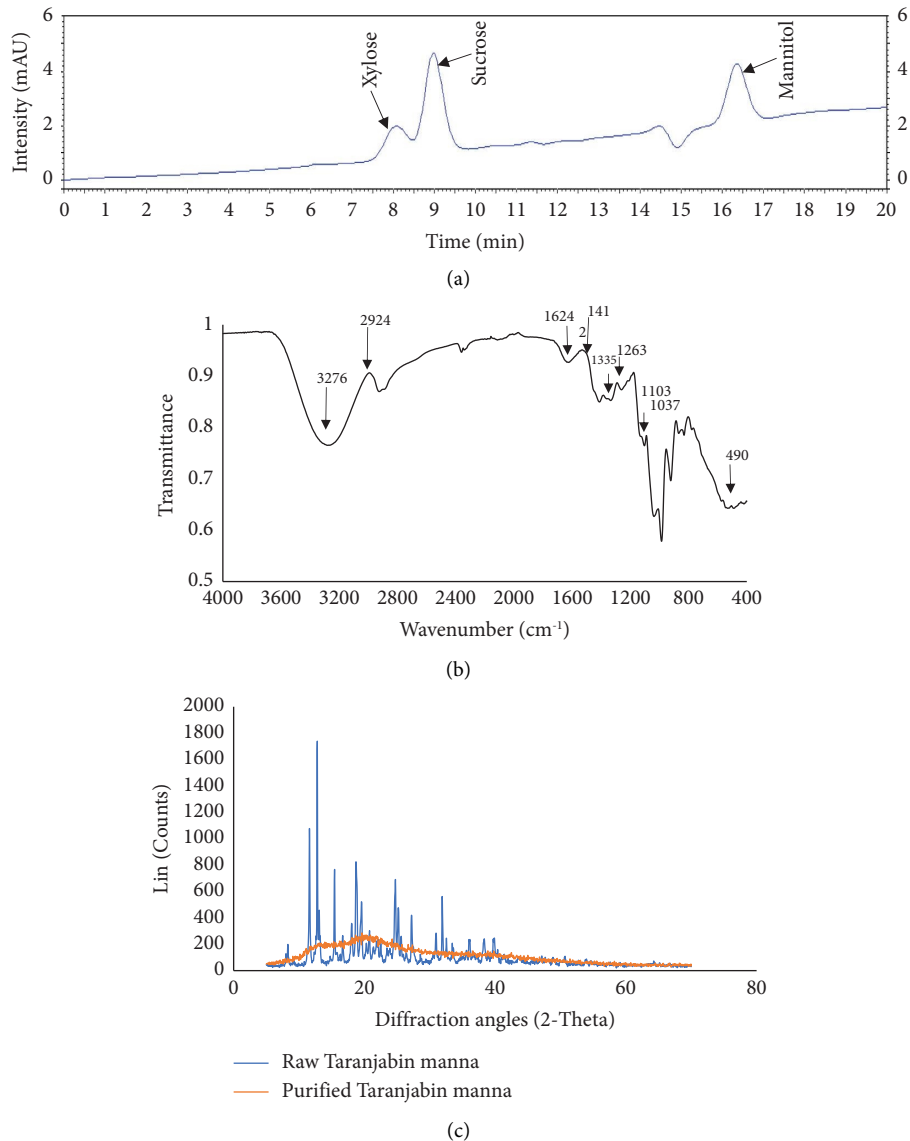 6 6
4 4
2 2
0 0
Intensity (mAU)
Xylose
Sucrose
Mannitol
0 1 2 3 4 5 6 7 8 9 10 11 12 13 14 15 16 17 18 19 20
Time (min)
(a)
1
0.9
0.8
0.7
0.6
0.5
Transmittance
3276
2924
1624
2
141
1335
1263
1103
1037
490
4000 3600 3200 2800 2400 2000 1600 1200 800 400
Wavenumber (cm⁻¹)
(b)
2000
1800
1600
1400
1200
1000
800
600
400
200
0
Lin (Counts)
0 20 40 60 80
Diffraction angles (2-Theta)
Raw Taranjabin manna
Purified Taranjabin manna
(c)